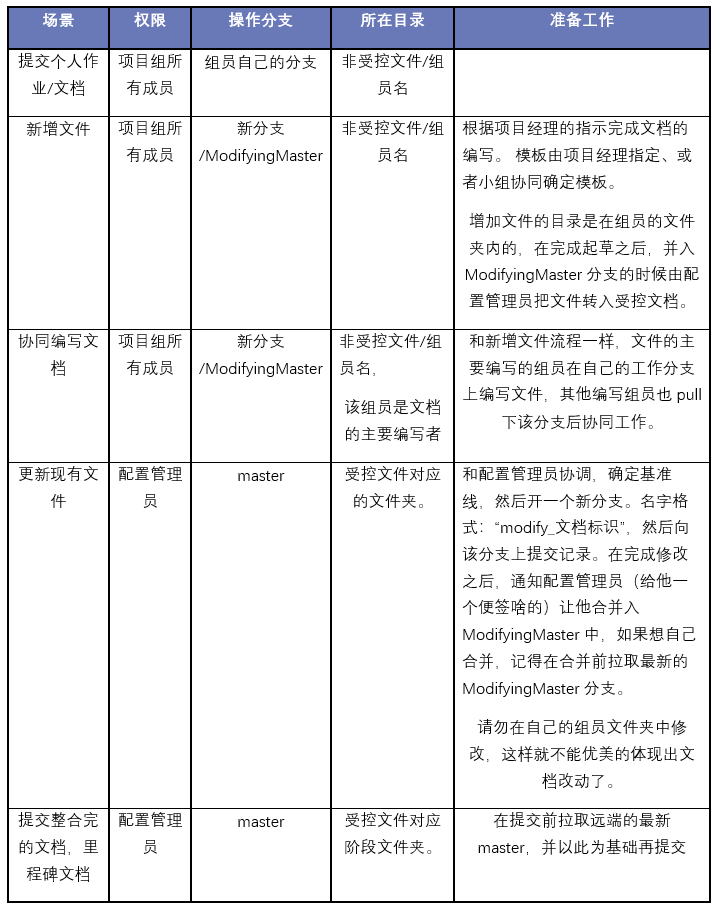 场景
权限
操作分支
所在目录
准备工作
提交个人作
业/文档
项目组所
有成员
组员自己的分支
非受控文件/组
员名
新增文件
项目组所
有成员
新分支
/ModifyingMaster
非受控文件/组
员名
根据项目经理的指示完成文档的
编写。 模板由项目经理指定、或
者小组协同确定模板。
增加文件的目录是在组员的文件
夹内的，在完成起草之后，并入
ModifyingMaster 分支的时候由配
置管理员把文件转入受控文档。
协同编写文
档
项目组所
有成员
新分支
/ModifyingMaster
非受控文件/组
员名，
该组员是文档
的主要编写者
和新增文件流程一样，文件的主
要编写的组员在自己的工作分支
上编写文件，其他编写组员也 pull
下该分支后协同工作。
更新现有文
件
配置管理
员
master
受控文件对应
的文件夹。
和配置管理员协调，确定基准
线，然后开一个新分支。名字格
式：“modify_文档标识”，然后向
该分支上提交记录。在完成修改
之后，通知配置管理员（给他一
个便签啥的）让他合并入
ModifyingMaster 中，如果想自己
合并，记得在合并前拉取最新的
ModifyingMaster 分支。
请勿在自己的组员文件夹中修
改，这样就不能优美的体现出文
档改动了。
提交整合完
的文档，里
程碑文档
配置管理
员
master
受控文件对应
阶段文件夹。
在提交前拉取远端的最新
master，并以此为基础再提交